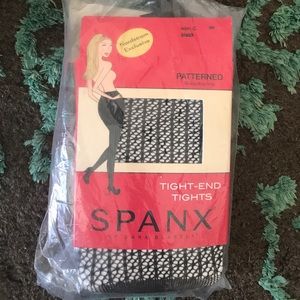 Nordstrom
Exclusive
PATTERNED
TIGHT-END
TIGHTS
SPANX